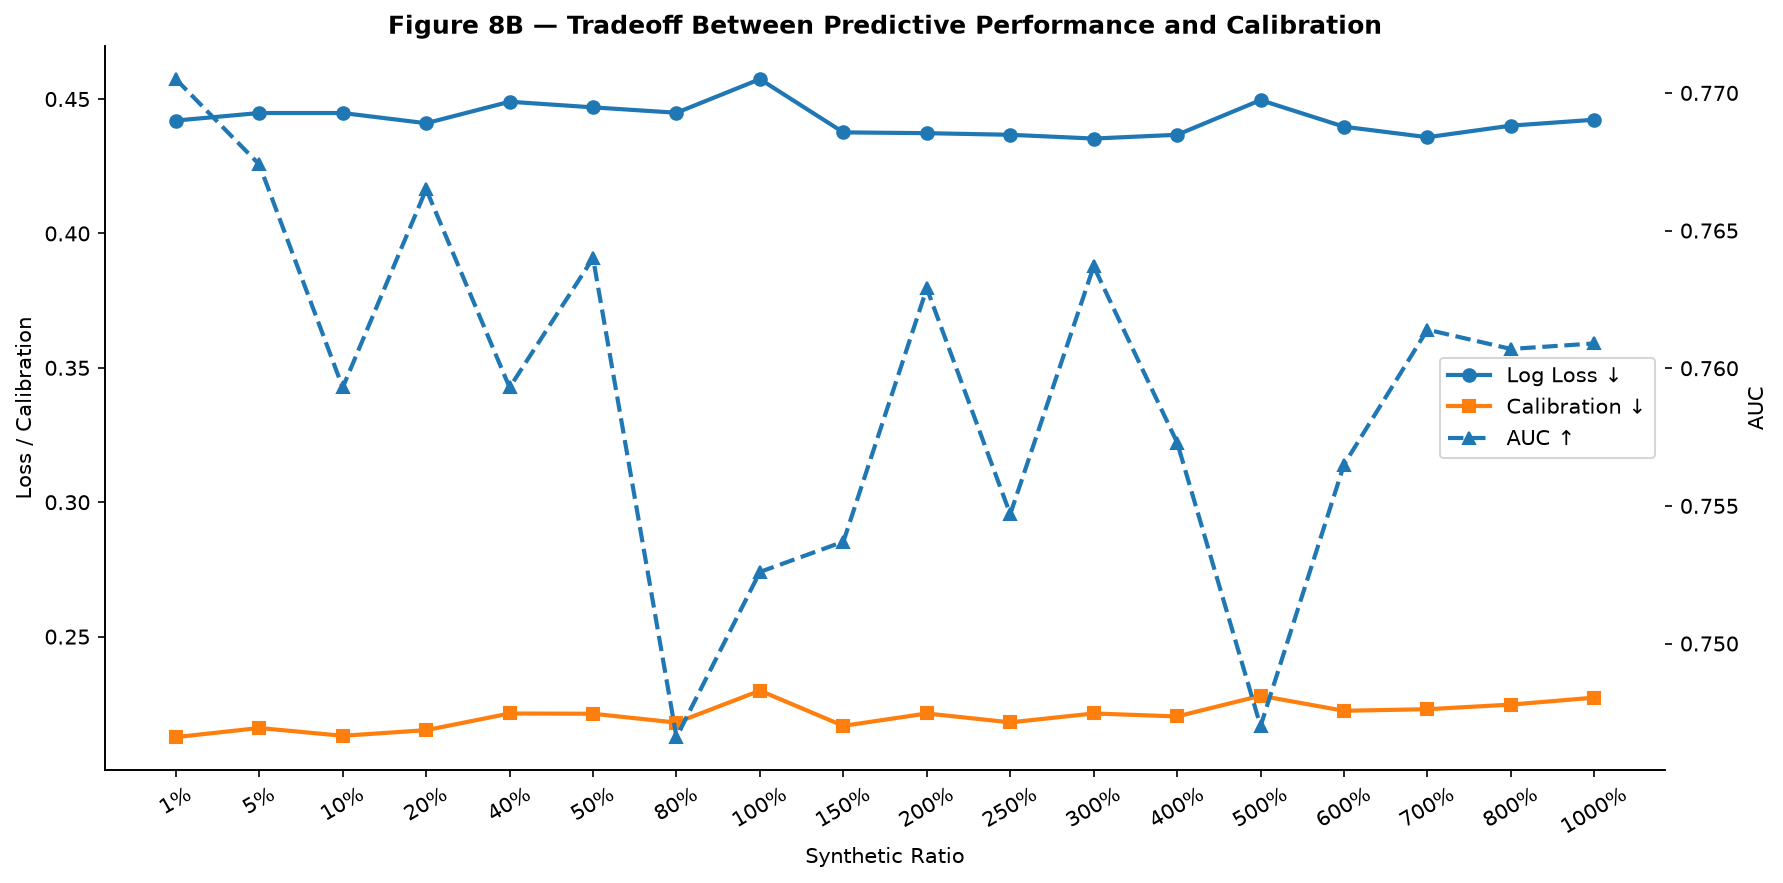 Figure 8B — Tradeoff Between Predictive Performance and Calibration
Loss / Calibration
0.45
0.40
0.35
0.30
0.25
0.770
0.765
0.760
0.755
0.750
AUC
Log Loss ↓
Calibration ↓
AUC ↑
1% 5% 10% 20% 40% 50% 80% 100% 150% 200% 250% 300% 400% 500% 600% 700% 800% 1000%
Synthetic Ratio